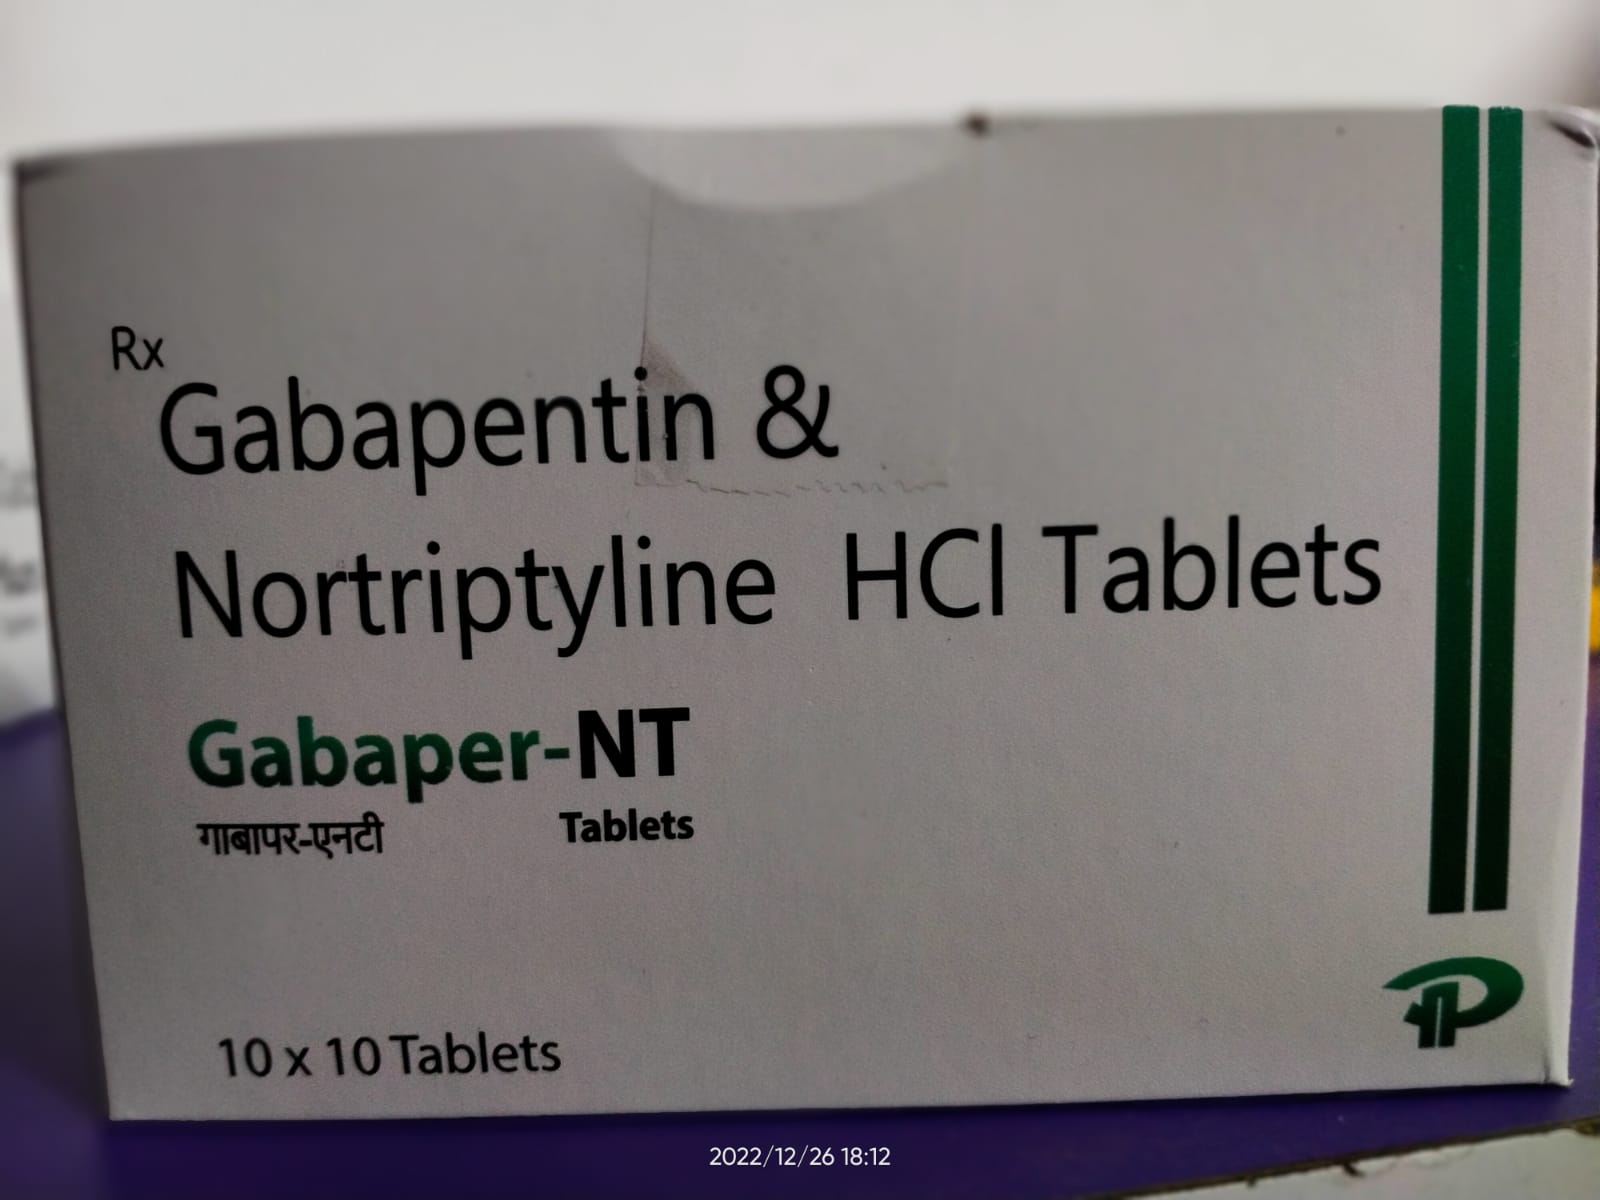 Rx
Gabapentin &
Nortriptyline HCl Tablets
Gabaper-NT
गाबापर-एनटी Tablets
10 x 10 Tablets
2022/12/26 18:12